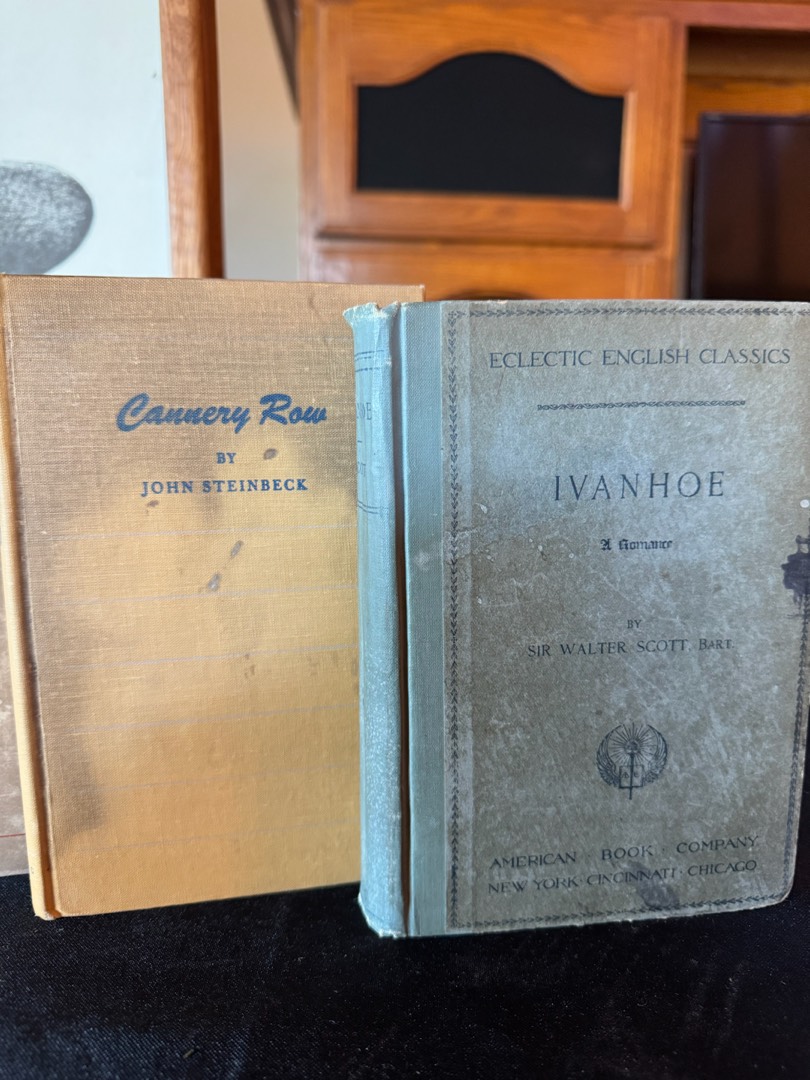 Cannery Row
BY
JOHN STEINBECK
ECLECTIC ENGLISH CLASSICS
IVANHOE
A Romance
BY
SIR WALTER SCOTT, BART.
AMERICAN · BOOK · COMPANY
NEW YORK · CINCINNATI · CHICAGO